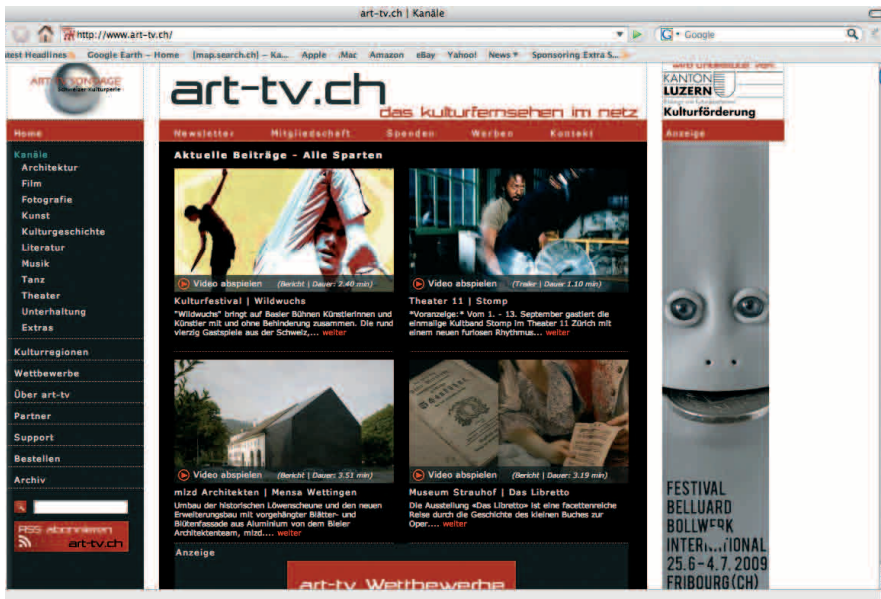 art-tv.ch | Kanäle
http://www.art-tv.ch/
Google
Latest Headlines Google Earth – Home [map.search.ch] – Ka... Apple .Mac Amazon eBay Yahoo! News Sponsoring Extra S...
Schweizer Kulturperle
art-tv.ch
das kulturfernsehen im netz
wird unterstützt von:
KANTON
LUZERN
Kulturförderung
Home
Newsletter Mitgliedschaft Spenden Werben Kontakt
Anzeige
Kanäle
Architektur
Film
Fotografie
Kunst
Kulturgeschichte
Literatur
Musik
Tanz
Theater
Unterhaltung
Extras
Kulturregionen
Wettbewerbe
Über art-tv
Partner
Support
Bestellen
Archiv
RSS abonnieren
art-tv.ch
Aktuelle Beiträge - Alle Sparten
Video abspielen (Bericht | Dauer: 2.40 min)
Kulturfestival | Wildwuchs
"Wildwuchs" bringt auf Basler Bühnen Künstlerinnen und
Künstler mit und ohne Behinderung zusammen. Die rund
vierzig Gastspiele aus der Schweiz,... weiter
Video abspielen (Trailer | Dauer 1.10 min)
Theater 11 | Stomp
*Voranzeige:* Vom 1. - 13. September gastiert die
einmalige Kultband Stomp im Theater 11 Zürich mit
einem neuen furiosen Rhythmus... weiter
Video abspielen (Bericht | Dauer: 3.51 min)
mlzd Architekten | Mensa Wettingen
Umbau der historischen Löwenscheune und den neuen
Erweiterungsbau mit vorgehängter Blätter- und
Blütenfassade aus Aluminium von dem Bieler
Architektenteam, mlzd.... weiter
Video abspielen (Bericht | Dauer: 3.19 min)
Museum Strauhof | Das Libretto
Die Ausstellung «Das Libretto» ist eine facettenreiche
Reise durch die Geschichte des kleinen Buches zur
Oper.... weiter
Anzeige
art-tv Wettbewerbe
FESTIVAL
BELLUARD
BOLLWERK
INTERNATIONAL
25.6-4.7.2009
FRIBOURG(CH)